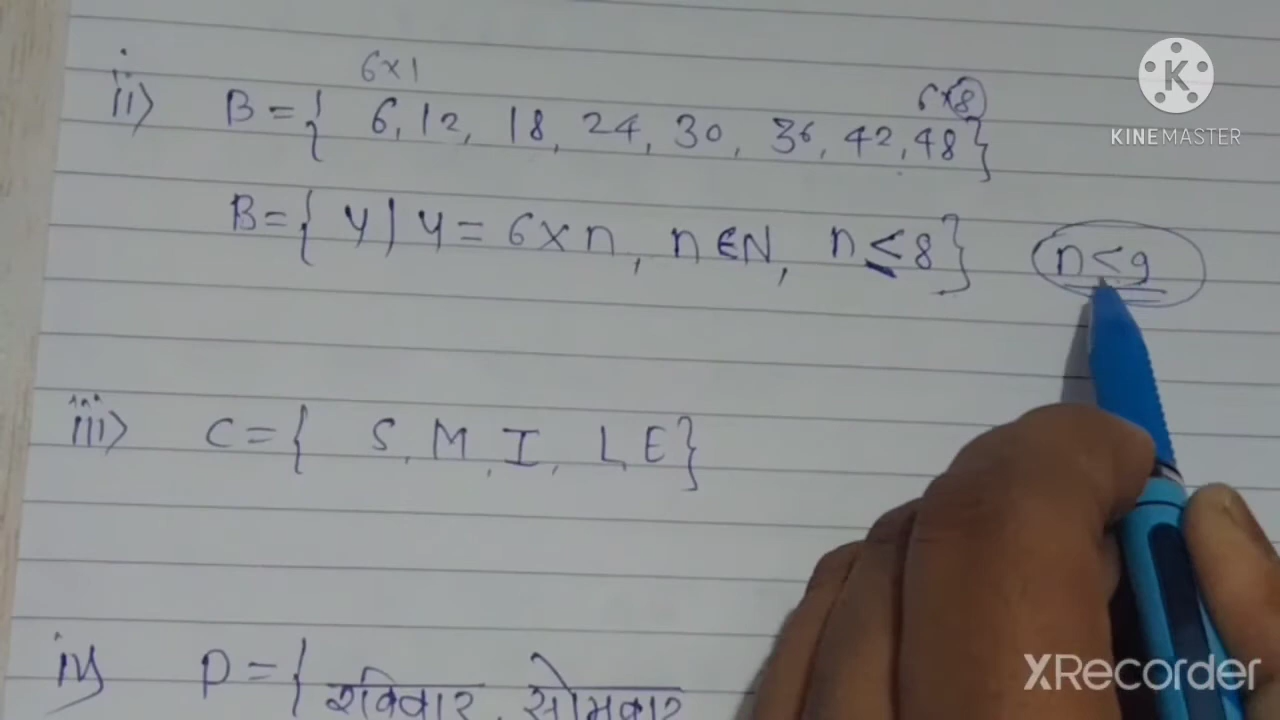 6×1 6×8
ii) B = { 6, 12, 18, 24, 30, 36, 42, 48 }
B = { y | y = 6×n, n∈N, n≤8 } n<9
iii) C = { S, M, I, L, E }
iv) D = { रविवार, सोमवार
KINEMASTER
XRecorder